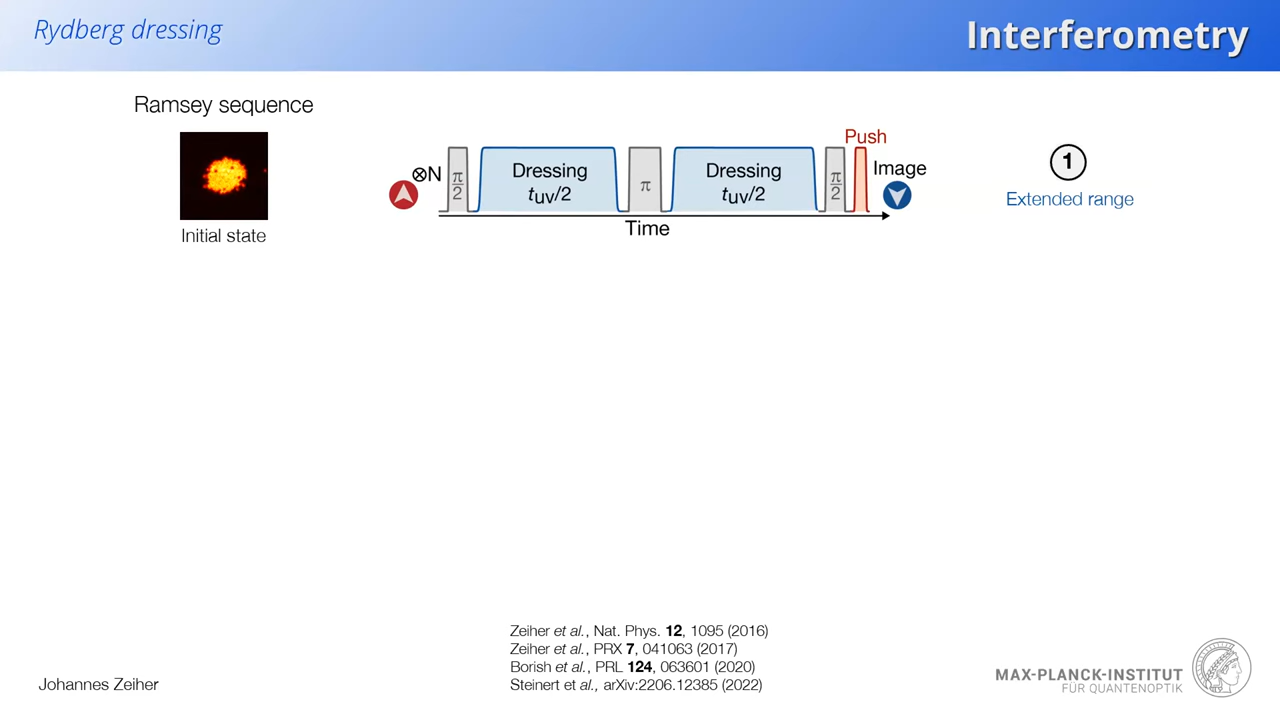 Rydberg dressing
Interferometry
Ramsey sequence
Initial state
⊗N
π/2
Dressing
tUV/2
π
Dressing
tUV/2
π/2
Push
Image
Time
1
Extended range
Zeiher et al., Nat. Phys. 12, 1095 (2016)
Zeiher et al., PRX 7, 041063 (2017)
Borish et al., PRL 124, 063601 (2020)
Steinert et al., arXiv:2206.12385 (2022)
Johannes Zeiher
MAX-PLANCK-INSTITUT
FÜR QUANTENOPTIK